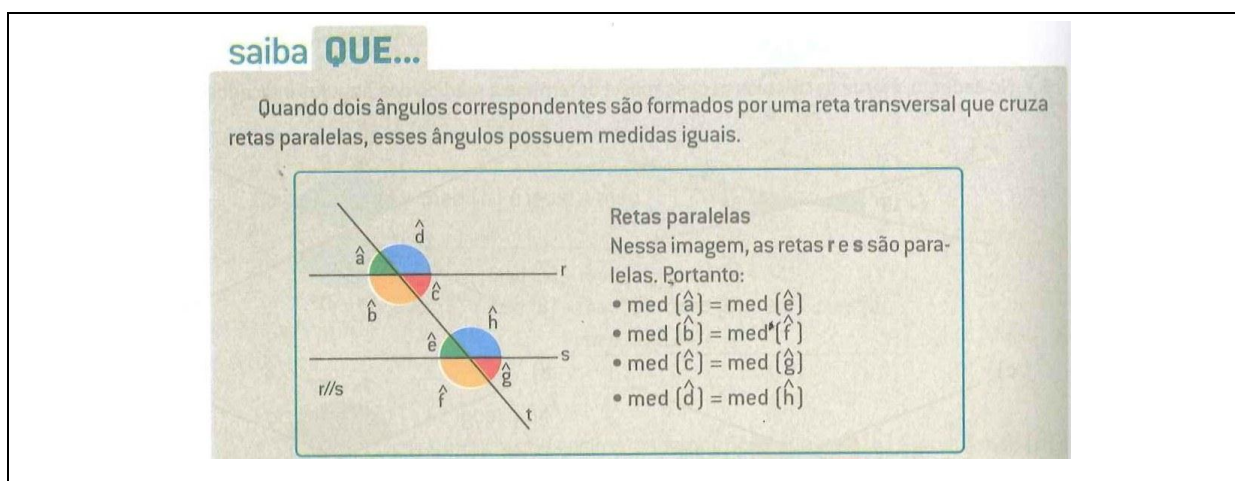 saiba QUE...
Quando dois ângulos correspondentes são formados por uma reta transversal que cruza
retas paralelas, esses ângulos possuem medidas iguais.
d̂
â
r
ĉ
b̂
ĥ
ê
s
ĝ
r//s
f̂
t
Retas paralelas
Nessa imagem, as retas r e s são para-
lelas. Portanto:
• med (â) = med (ê)
• med (b̂) = med (f̂)
• med (ĉ) = med (ĝ)
• med (d̂) = med (ĥ)